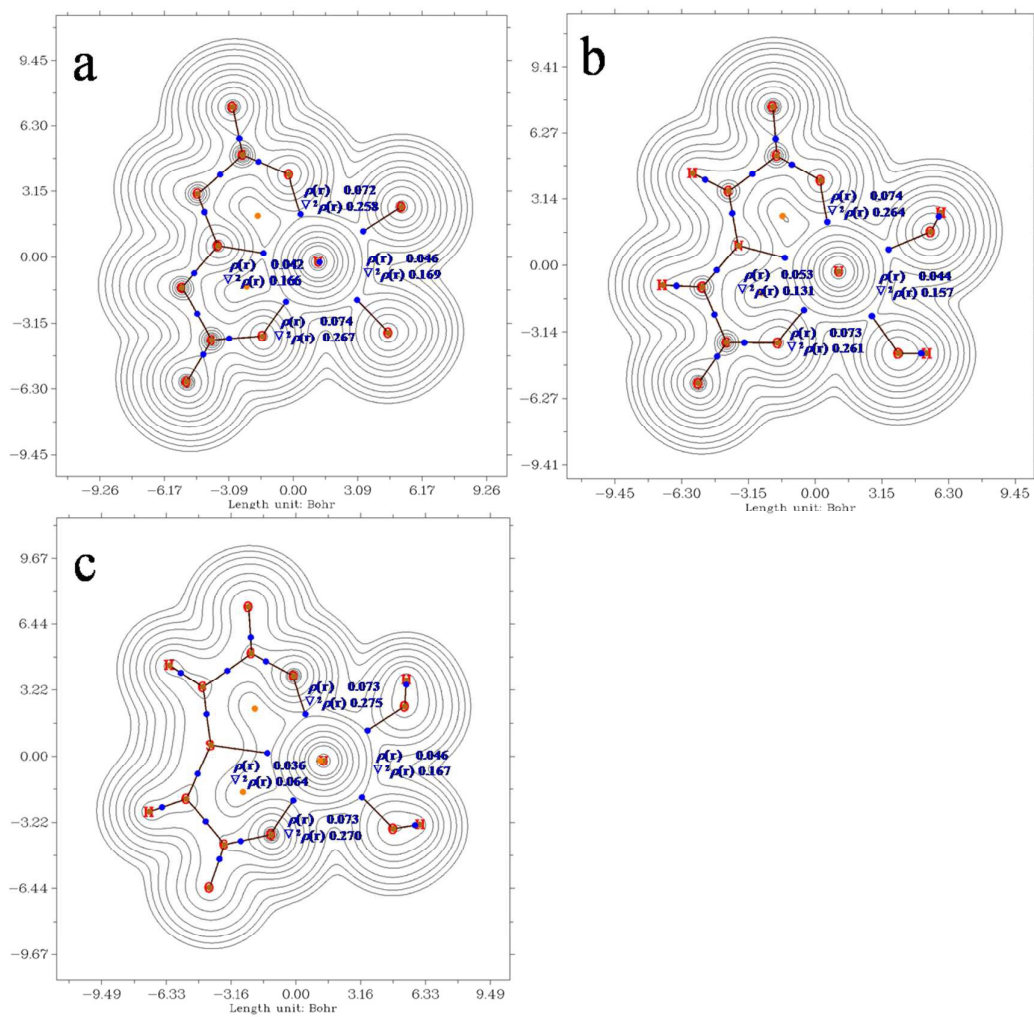 a
9.45
6.30
3.15
0.00
−3.15
−6.30
−9.45
ρ(r) 0.072
∇²ρ(r) 0.258
ρ(r) 0.042
∇²ρ(r) 0.166
ρ(r) 0.046
∇²ρ(r) 0.169
ρ(r) 0.074
∇²ρ(r) 0.267
−9.26 −6.17 −3.09 0.00 3.09 6.17 9.26
Length unit: Bohr
b
9.41
6.27
3.14
0.00
−3.14
−6.27
−9.41
H
H
ρ(r) 0.074
∇²ρ(r) 0.264
N
H
ρ(r) 0.053
∇²ρ(r) 0.131
ρ(r) 0.044
∇²ρ(r) 0.157
ρ(r) 0.073
∇²ρ(r) 0.261
H
−9.45 −6.30 −3.15 0.00 3.15 6.30 9.45
Length unit: Bohr
c
9.67
6.44
3.22
0.00
−3.22
−6.44
−9.67
H
H
ρ(r) 0.073
∇²ρ(r) 0.275
S
ρ(r) 0.036
∇²ρ(r) 0.064
ρ(r) 0.046
∇²ρ(r) 0.167
H
ρ(r) 0.073
∇²ρ(r) 0.270
H
−9.49 −6.33 −3.16 0.00 3.16 6.33 9.49
Length unit: Bohr